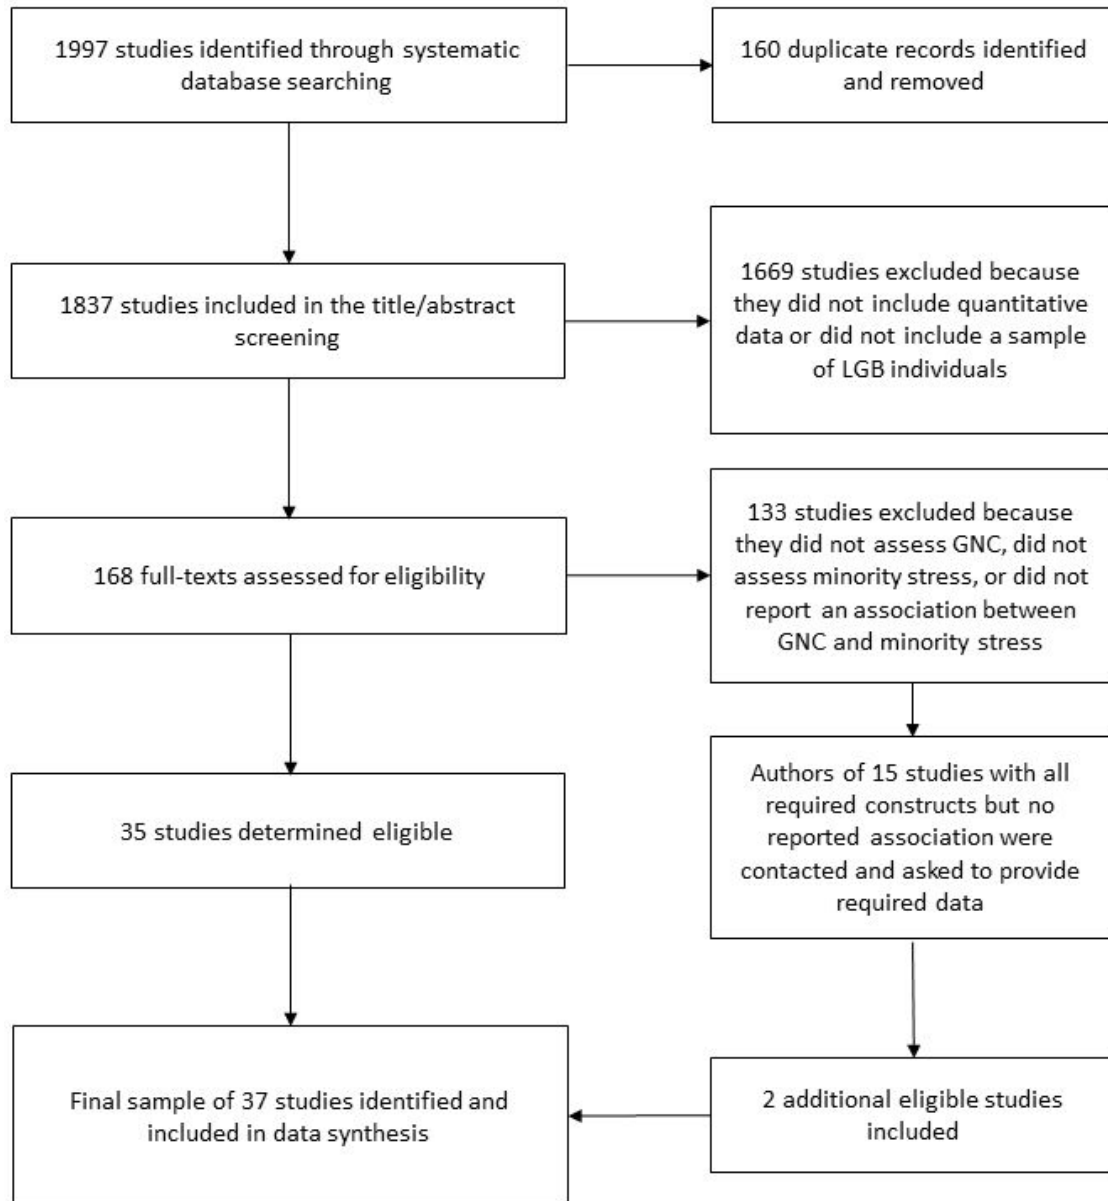 1997 studies identified through systematic
database searching
160 duplicate records identified
and removed
1837 studies included in the title/abstract
screening
1669 studies excluded because
they did not include quantitative
data or did not include a sample
of LGB individuals
168 full-texts assessed for eligibility
133 studies excluded because
they did not assess GNC, did not
assess minority stress, or did not
report an association between
GNC and minority stress
35 studies determined eligible
Authors of 15 studies with all
required constructs but no
reported association were
contacted and asked to provide
required data
Final sample of 37 studies identified and
included in data synthesis
2 additional eligible studies
included